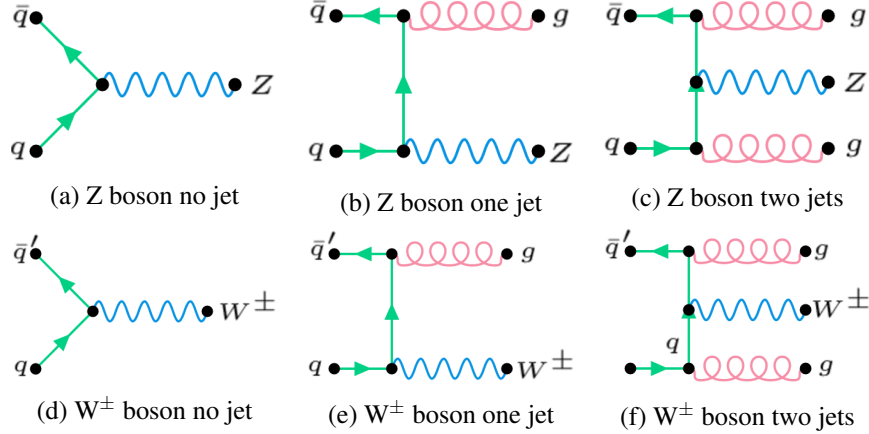 q̄ g q̄ g
q̄ Z Z
q q Z q g
(a) Z boson no jet (b) Z boson one jet (c) Z boson two jets
q̄′ q̄′ g q̄′ g
W± W±
q q W± q g
(d) W± boson no jet (e) W± boson one jet (f) W± boson two jets